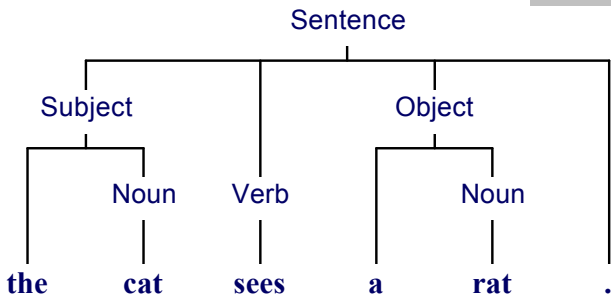 Sentence
Subject Object
Noun Verb Noun
the cat sees a rat .